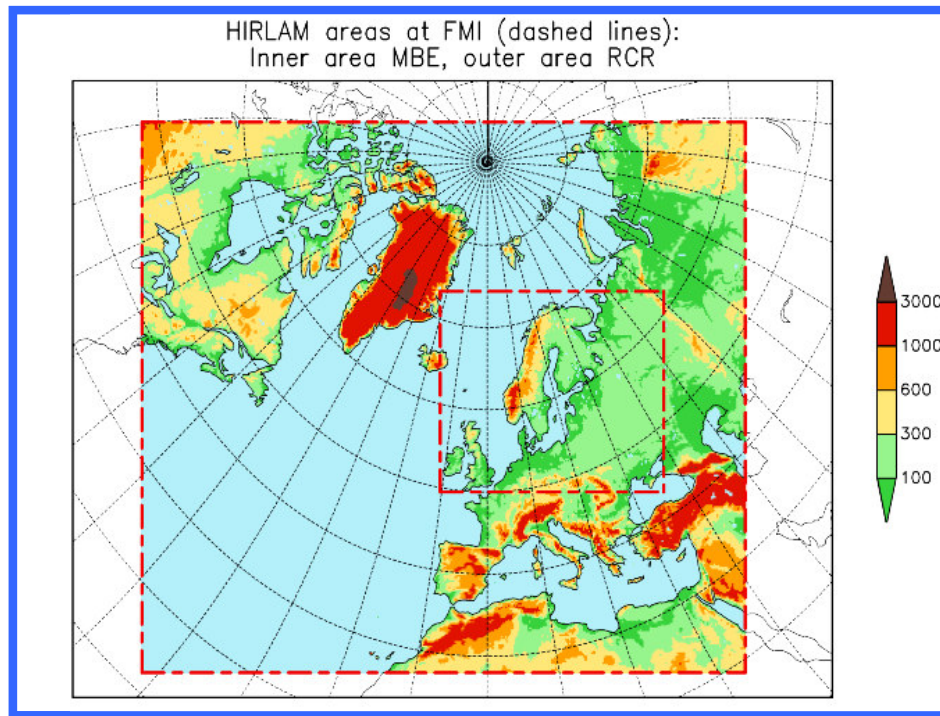 HIRLAM areas at FMI (dashed lines):
Inner area MBE, outer area RCR
3000
1000
600
300
100